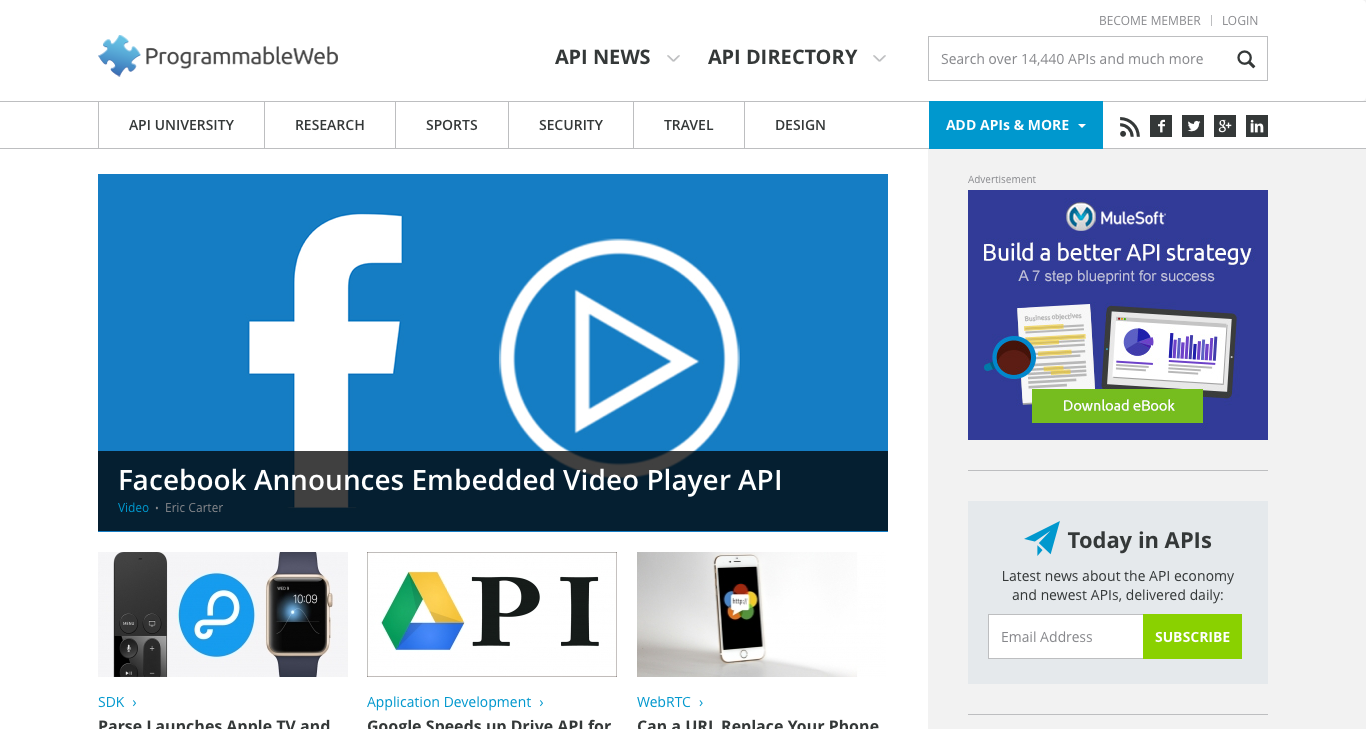 BECOME MEMBER | LOGIN
ProgrammableWeb
API NEWS
API DIRECTORY
Search over 14,440 APIs and much more
API UNIVERSITY
RESEARCH
SPORTS
SECURITY
TRAVEL
DESIGN
ADD APIs & MORE
Advertisement
MuleSoft
Build a better API strategy
A 7 step blueprint for success
Business objectives
Download eBook
Facebook Announces Embedded Video Player API
Video • Eric Carter
Today in APIs
Latest news about the API economy
and newest APIs, delivered daily:
Email Address
SUBSCRIBE
MENU
10:09
PI
http://
SDK ›
Parse Launches Apple TV and
Application Development ›
Google Speeds up Drive API for
WebRTC ›
Can a URL Replace Your Phone